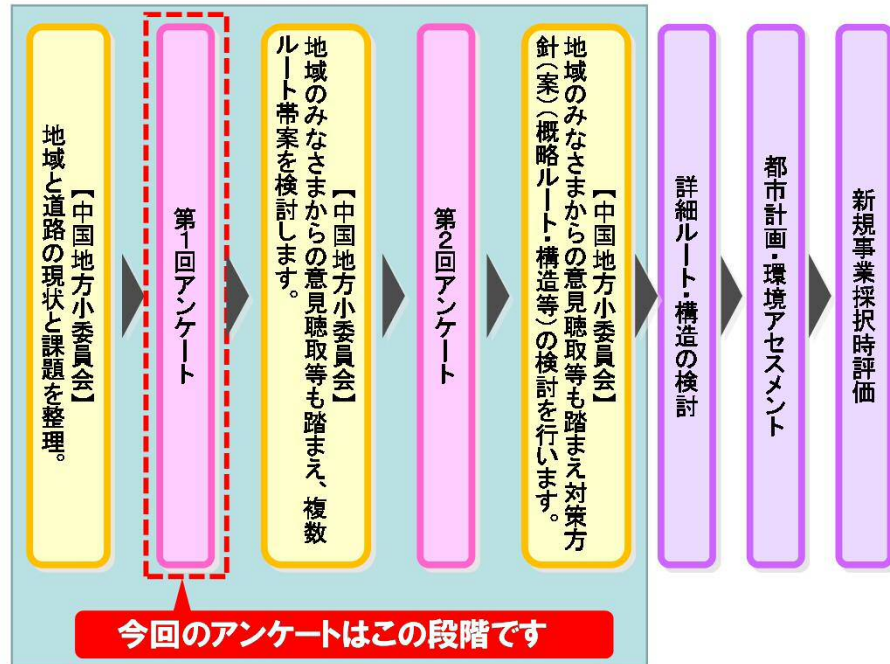 【中国地方小委員会】
地域と道路の現状と課題を整理。
第1回アンケート
【中国地方小委員会】
地域のみなさまからの意見聴取等も踏まえ、複数
ルート帯案を検討します。
第2回アンケート
【中国地方小委員会】
地域のみなさまからの意見聴取等も踏まえ対策方
針(案)(概略ルート・構造等)の検討を行います。
詳細ルート・構造の検討
都市計画・環境アセスメント
新規事業採択時評価
今回のアンケートはこの段階です